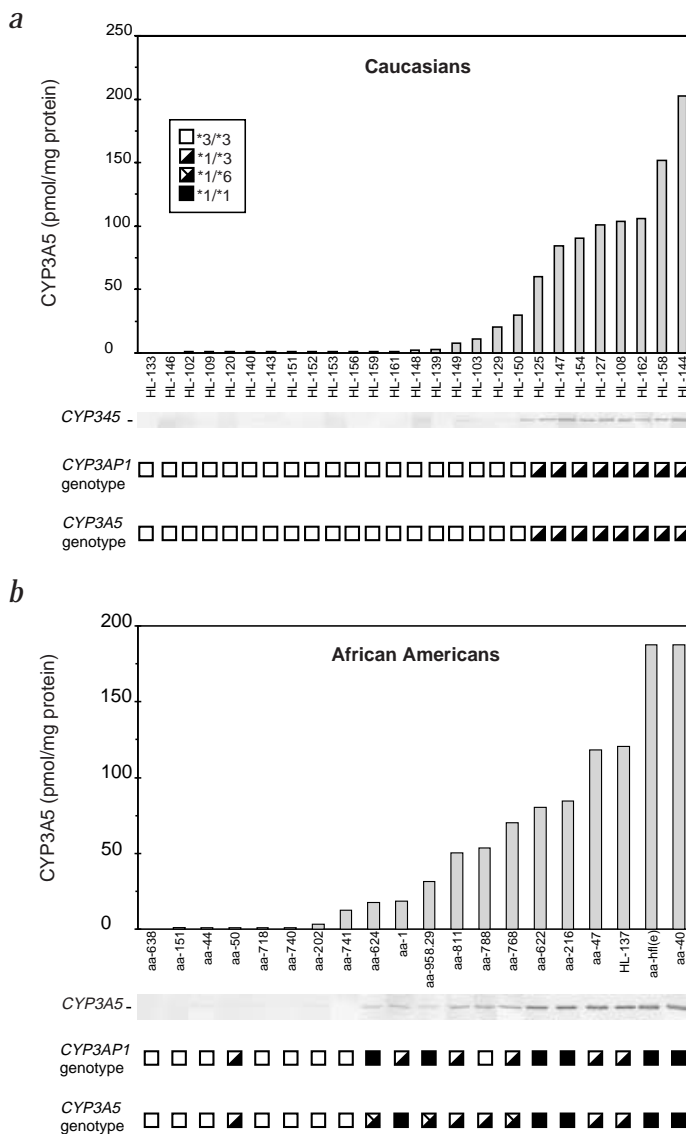 a
250
200
150
100
50
0
CYP3A5 (pmol/mg protein)
Caucasians
*3/*3
*1/*3
*1/*6
*1/*1
HL-133
HL-146
HL-102
HL-109
HL-120
HL-140
HL-143
HL-151
HL-152
HL-153
HL-156
HL-159
HL-161
HL-148
HL-139
HL-149
HL-103
HL-129
HL-150
HL-125
HL-147
HL-154
HL-127
HL-108
HL-162
HL-158
HL-144
CYP345 -
CYP3AP1
genotype
CYP3A5
genotype
b
200
150
100
50
0
CYP3A5 (pmol/mg protein)
African Americans
aa-638
aa-151
aa-44
aa-50
aa-718
aa-740
aa-202
aa-741
aa-624
aa-1
aa-958.29
aa-811
aa-788
aa-768
aa-622
aa-216
aa-47
HL-137
aa-hfl(e)
aa-40
CYP3A5 -
CYP3AP1
genotype
CYP3A5
genotype